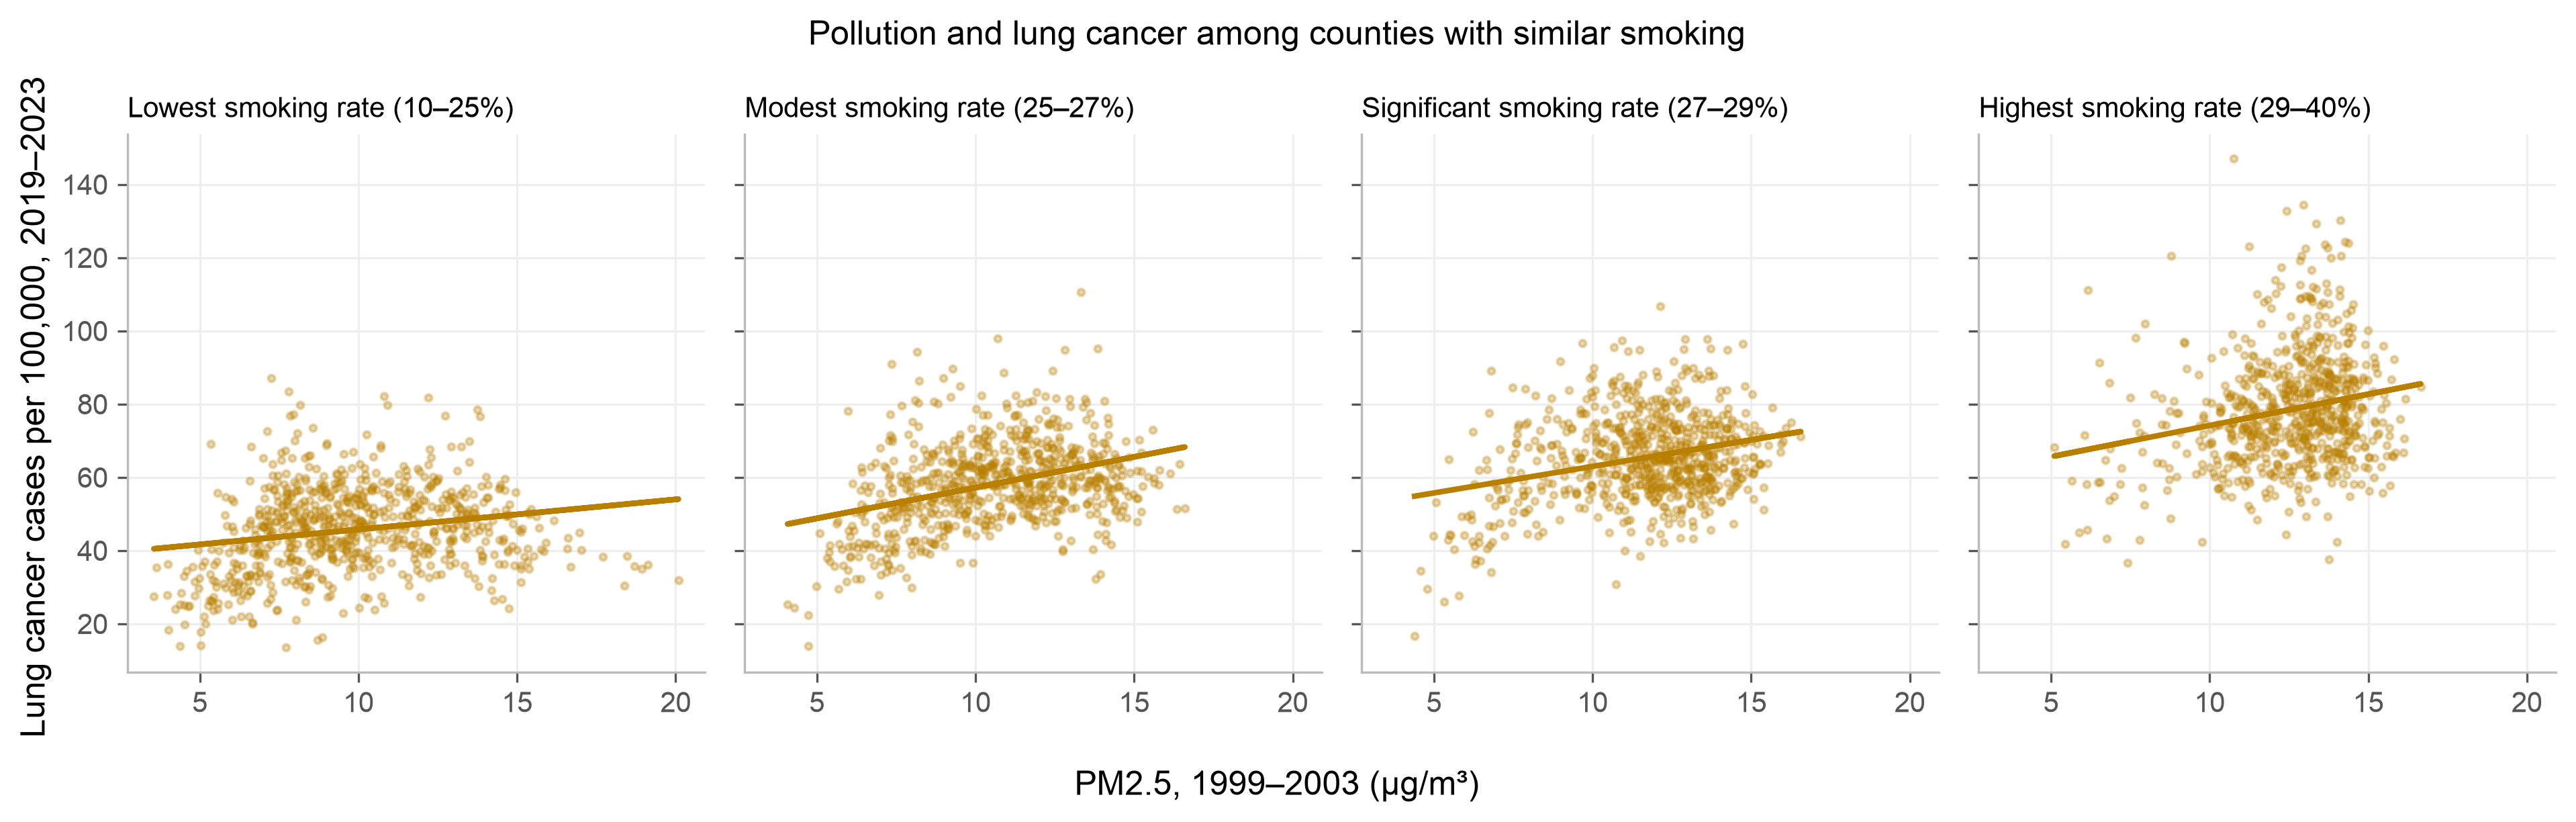 Pollution and lung cancer among counties with similar smoking
Lung cancer cases per 100,000, 2019–2023
Lowest smoking rate (10–25%)
Modest smoking rate (25–27%)
Significant smoking rate (27–29%)
Highest smoking rate (29–40%)
140
120
100
80
60
40
20
5 10 15 20
5 10 15 20
5 10 15 20
5 10 15 20
PM2.5, 1999–2003 (µg/m³)